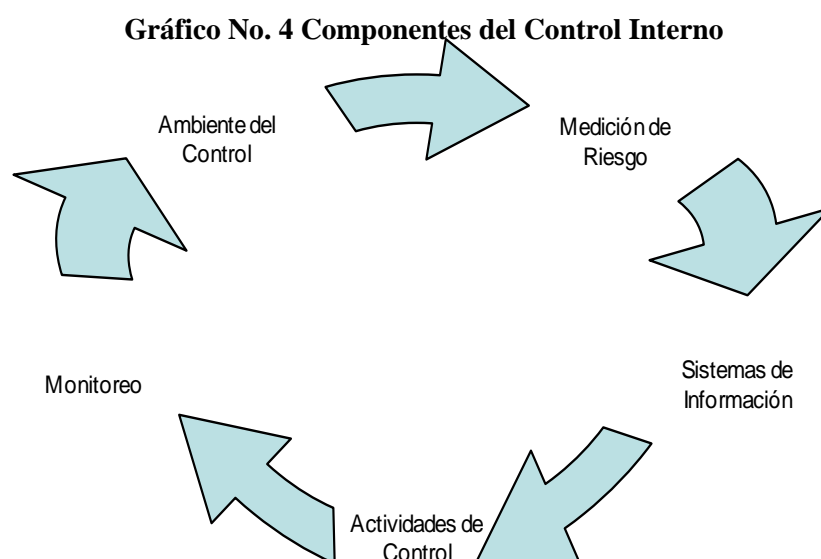 Gráfico No. 4 Componentes del Control Interno
Ambiente del
Control
Medición de
Riesgo
Sistemas de
Información
Actividades de
Control
Monitoreo